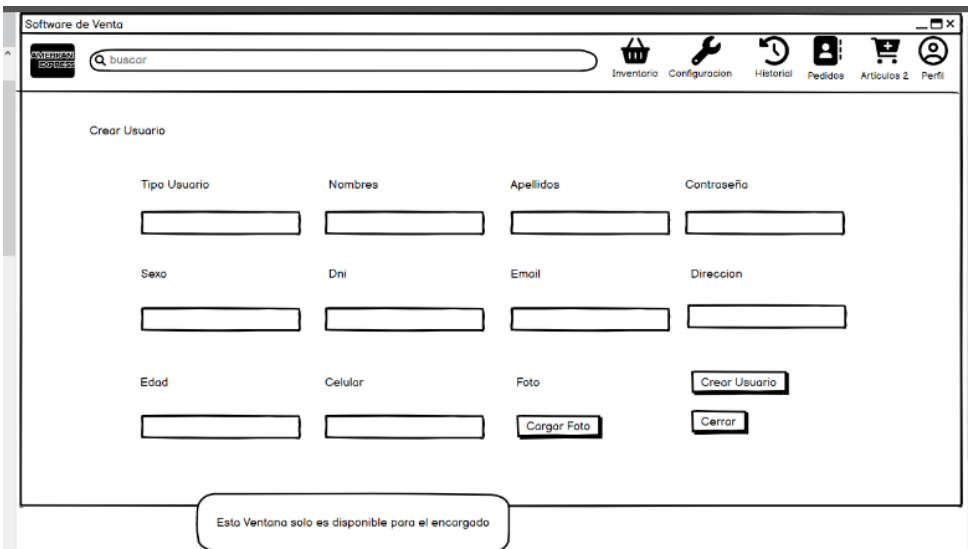 Software de Venta
AMERICAN EXPRESS
buscar
Inventario Configuracion Historial Pedidos Articulos 2 Perfil
Crear Usuario
Tipo Usuario Nombres Apellidos Contraseña
Sexo Dni Email Direccion
Edad Celular Foto Crear Usuario
Cargar Foto Cerrar
Esta Ventana solo es disponible para el encargado